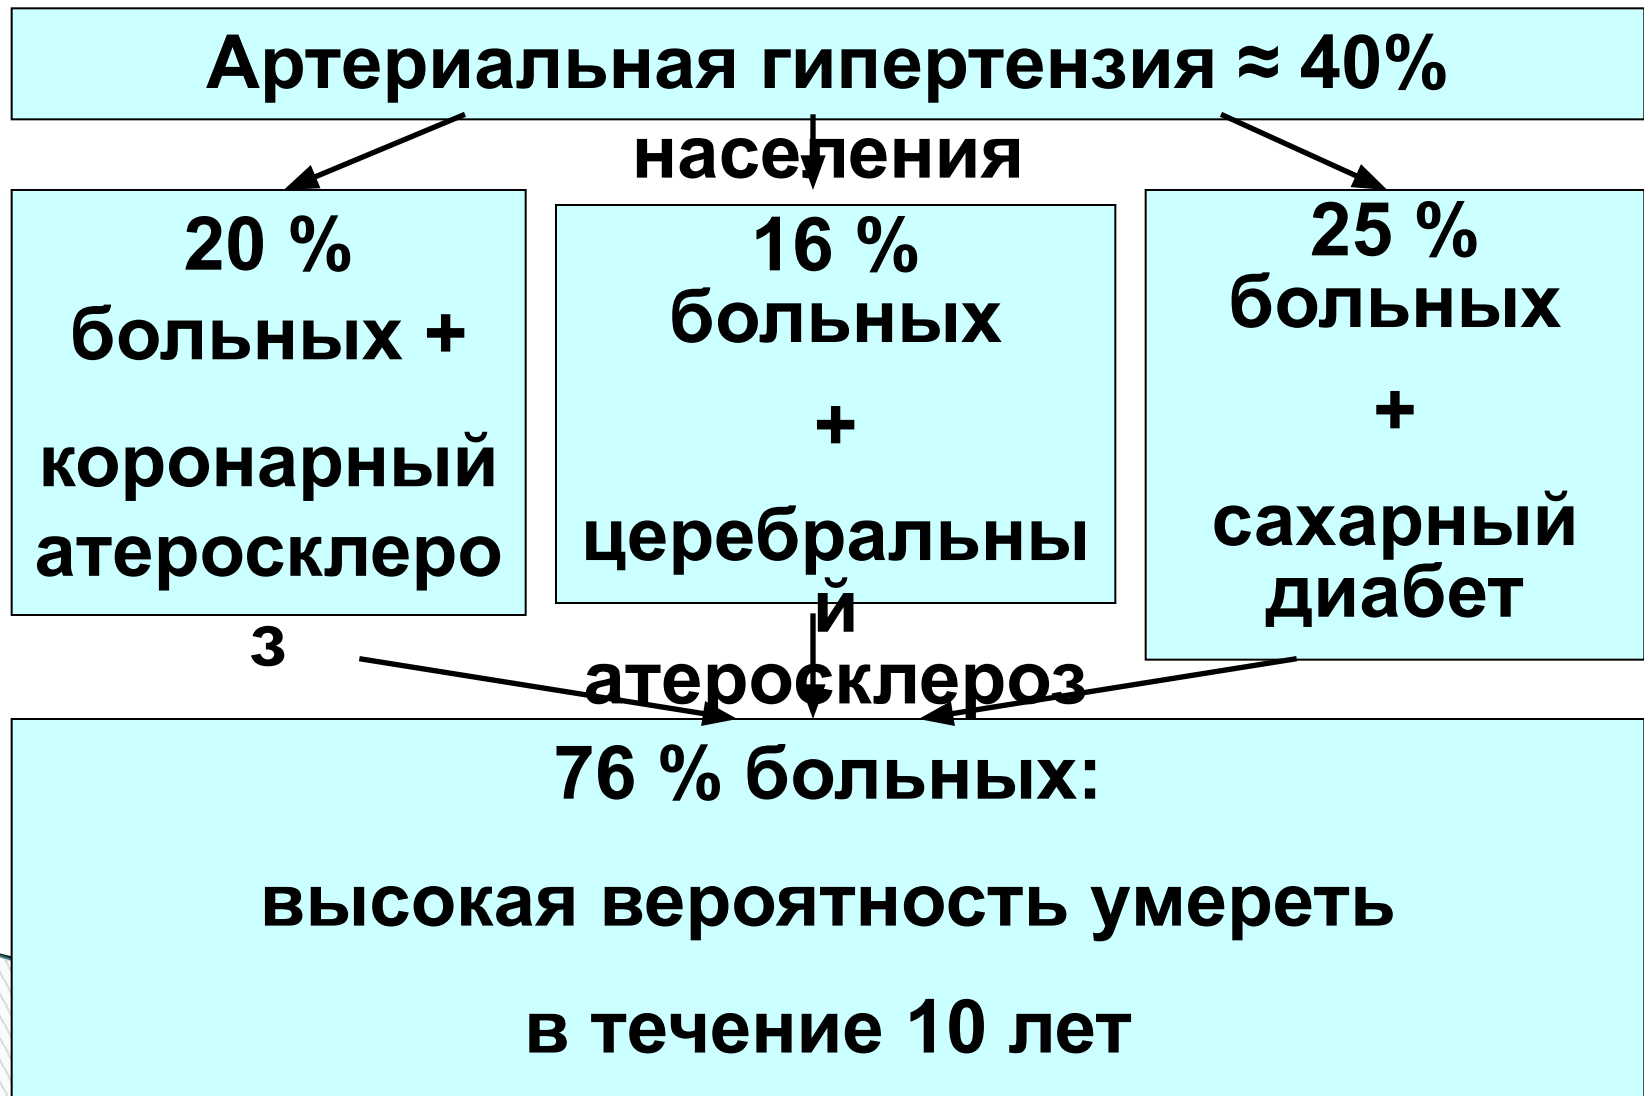 Артериальная гипертензия ≈ 40%
населения
20 %
больных +
коронарный
атеросклеро
з
16 %
больных
+
церебральны
й
атеросклероз
25 %
больных
+
сахарный
диабет
76 % больных:
высокая вероятность умереть
в течение 10 лет